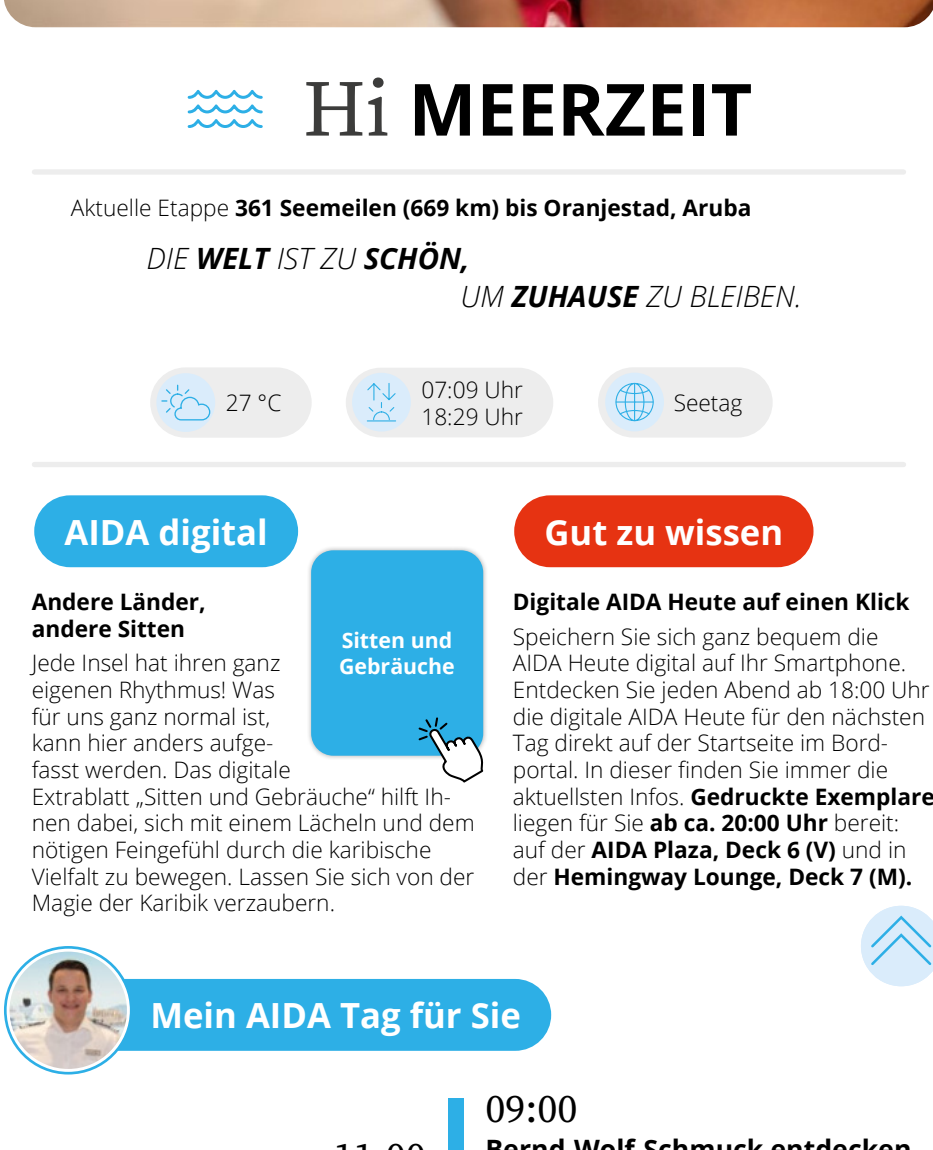 Hi MEERZEIT
Aktuelle Etappe 361 Seemeilen (669 km) bis Oranjestad, Aruba
DIE WELT IST ZU SCHÖN,
UM ZUHAUSE ZU BLEIBEN.
27 °C
07:09 Uhr
18:29 Uhr
Seetag
AIDA digital
Andere Länder,
andere Sitten
Jede Insel hat ihren ganz
eigenen Rhythmus! Was
für uns ganz normal ist,
kann hier anders aufge-
fasst werden. Das digitale
Extrablatt „Sitten und Gebräuche“ hilft Ih-
nen dabei, sich mit einem Lächeln und dem
nötigen Feingefühl durch die karibische
Vielfalt zu bewegen. Lassen Sie sich von der
Magie der Karibik verzaubern.
Sitten und
Gebräuche
Gut zu wissen
Digitale AIDA Heute auf einen Klick
Speichern Sie sich ganz bequem die
AIDA Heute digital auf Ihr Smartphone.
Entdecken Sie jeden Abend ab 18:00 Uhr
die digitale AIDA Heute für den nächsten
Tag direkt auf der Startseite im Bord-
portal. In dieser finden Sie immer die
aktuellsten Infos. Gedruckte Exemplare
liegen für Sie ab ca. 20:00 Uhr bereit:
auf der AIDA Plaza, Deck 6 (V) und in
der Hemingway Lounge, Deck 7 (M).
Mein AIDA Tag für Sie
09:00
Bernd Wolf Schmuck entdecken